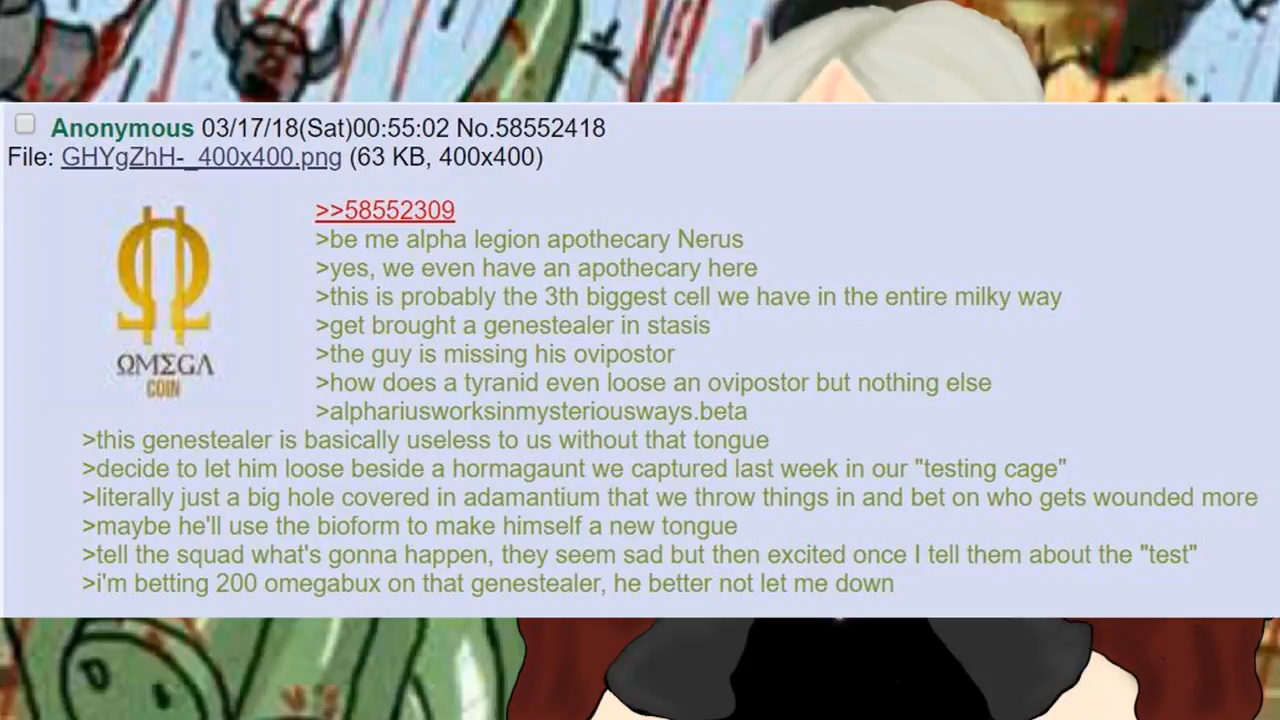 Anonymous 03/17/18(Sat)00:55:02 No.58552418
File: GHYgZhH-_400x400.png (63 KB, 400x400)
>>58552309
>be me alpha legion apothecary Nerus
>yes, we even have an apothecary here
>this is probably the 3th biggest cell we have in the entire milky way
>get brought a genestealer in stasis
>the guy is missing his ovipostor
>how does a tyranid even loose an ovipostor but nothing else
>alphariusworksinmysteriousways.beta
ΩMΣGΛ
COIN
>this genestealer is basically useless to us without that tongue
>decide to let him loose beside a hormagaunt we captured last week in our "testing cage"
>literally just a big hole covered in adamantium that we throw things in and bet on who gets wounded more
>maybe he'll use the bioform to make himself a new tongue
>tell the squad what's gonna happen, they seem sad but then excited once I tell them about the "test"
>i'm betting 200 omegabux on that genestealer, he better not let me down